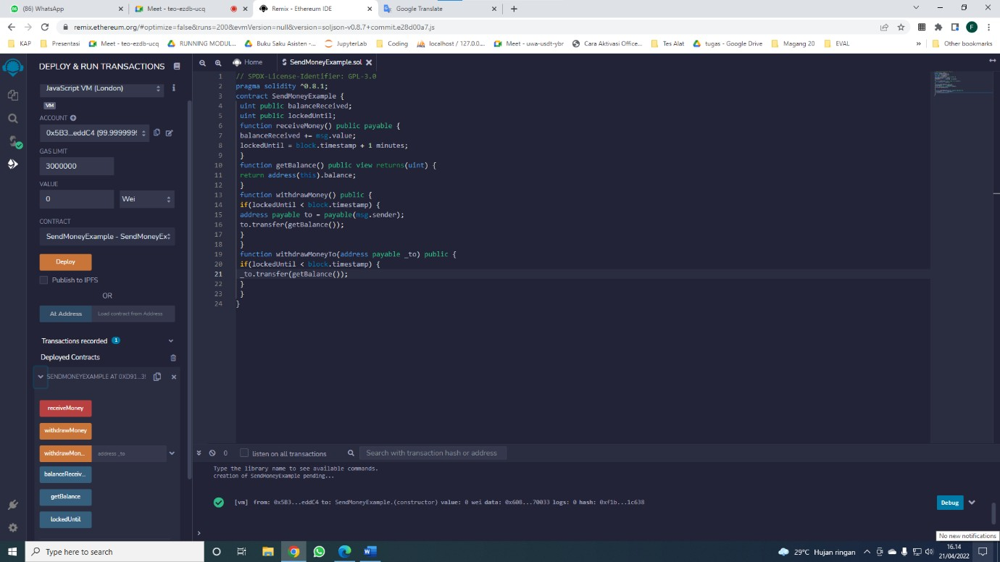 (86) WhatsApp
Meet - teo-ezdb-ucq
Remix - Ethereum IDE
Google Translate
remix.ethereum.org/#optimize=false&runs=200&evmVersion=null&version=soljson-v0.8.7+commit.e28d00a7.js
F
KAP
Presentasi
Meet - teo-ezdb-ucq
RUNNING MODUL...
Buku Saku Asisten -...
JupyterLab
Coding
localhost / 127.0.0....
Meet - uwa-usdt-ybr
Cara Aktivasi Office...
Tes Alat
tugas - Google Drive
Magang 20
EVAL
»
Other bookmarks
DEPLOY & RUN TRANSACTIONS
JavaScript VM (London)
VM
ACCOUNT
0x5B3...eddC4 (99.9999999!
GAS LIMIT
3000000
VALUE
0
Wei
CONTRACT
SendMoneyExample - SendMoneyEx
Deploy
Publish to IPFS
OR
At Address
Load contract from Address
Transactions recorded 1
Deployed Contracts
SENDMONEYEXAMPLE AT 0XD91...3!
receiveMoney
withdrawMoney
withdrawMon...
address _to
balanceReceiv...
getBalance
lockedUntil
Home
SendMoneyExample.sol
1 // SPDX-License-Identifier: GPL-3.0
2 pragma solidity ^0.8.1;
3 contract SendMoneyExample {
4 uint public balanceReceived;
5 uint public lockedUntil;
6 function receiveMoney() public payable {
7 balanceReceived += msg.value;
8 lockedUntil = block.timestamp + 1 minutes;
9 }
10 function getBalance() public view returns(uint) {
11 return address(this).balance;
12 }
13 function withdrawMoney() public {
14 if(lockedUntil < block.timestamp) {
15 address payable to = payable(msg.sender);
16 to.transfer(getBalance());
17 }
18 }
19 function withdrawMoneyTo(address payable _to) public {
20 if(lockedUntil < block.timestamp) {
21 _to.transfer(getBalance());
22 }
23 }
24 }
0
listen on all transactions
Search with transaction hash or address
Type the library name to see available commands.
creation of SendMoneyExample pending...
[vm] from: 0x5B3...eddC4 to: SendMoneyExample.(constructor) value: 0 wei data: 0x608...70033 logs: 0 hash: 0xf1b...1c638
Debug
>
No new notifications
Type here to search
29°C Hujan ringan
16.14
21/04/2022